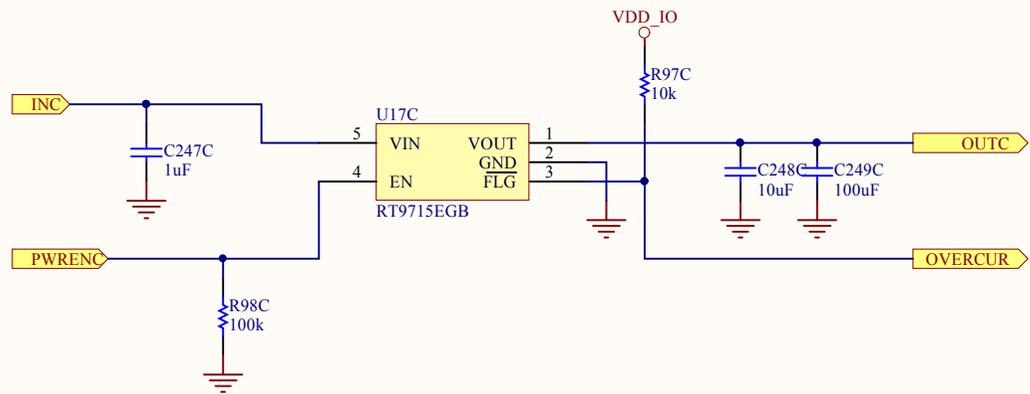 VDD_IO
R97C
10k
INC
C247C
1uF
U17C
5
VIN
VOUT
1
GND
2
4
EN
FLG
3
RT9715EGB
OUTC
C248C
10uF
C249C
100uF
PWRENC
OVERCUR
R98C
100k